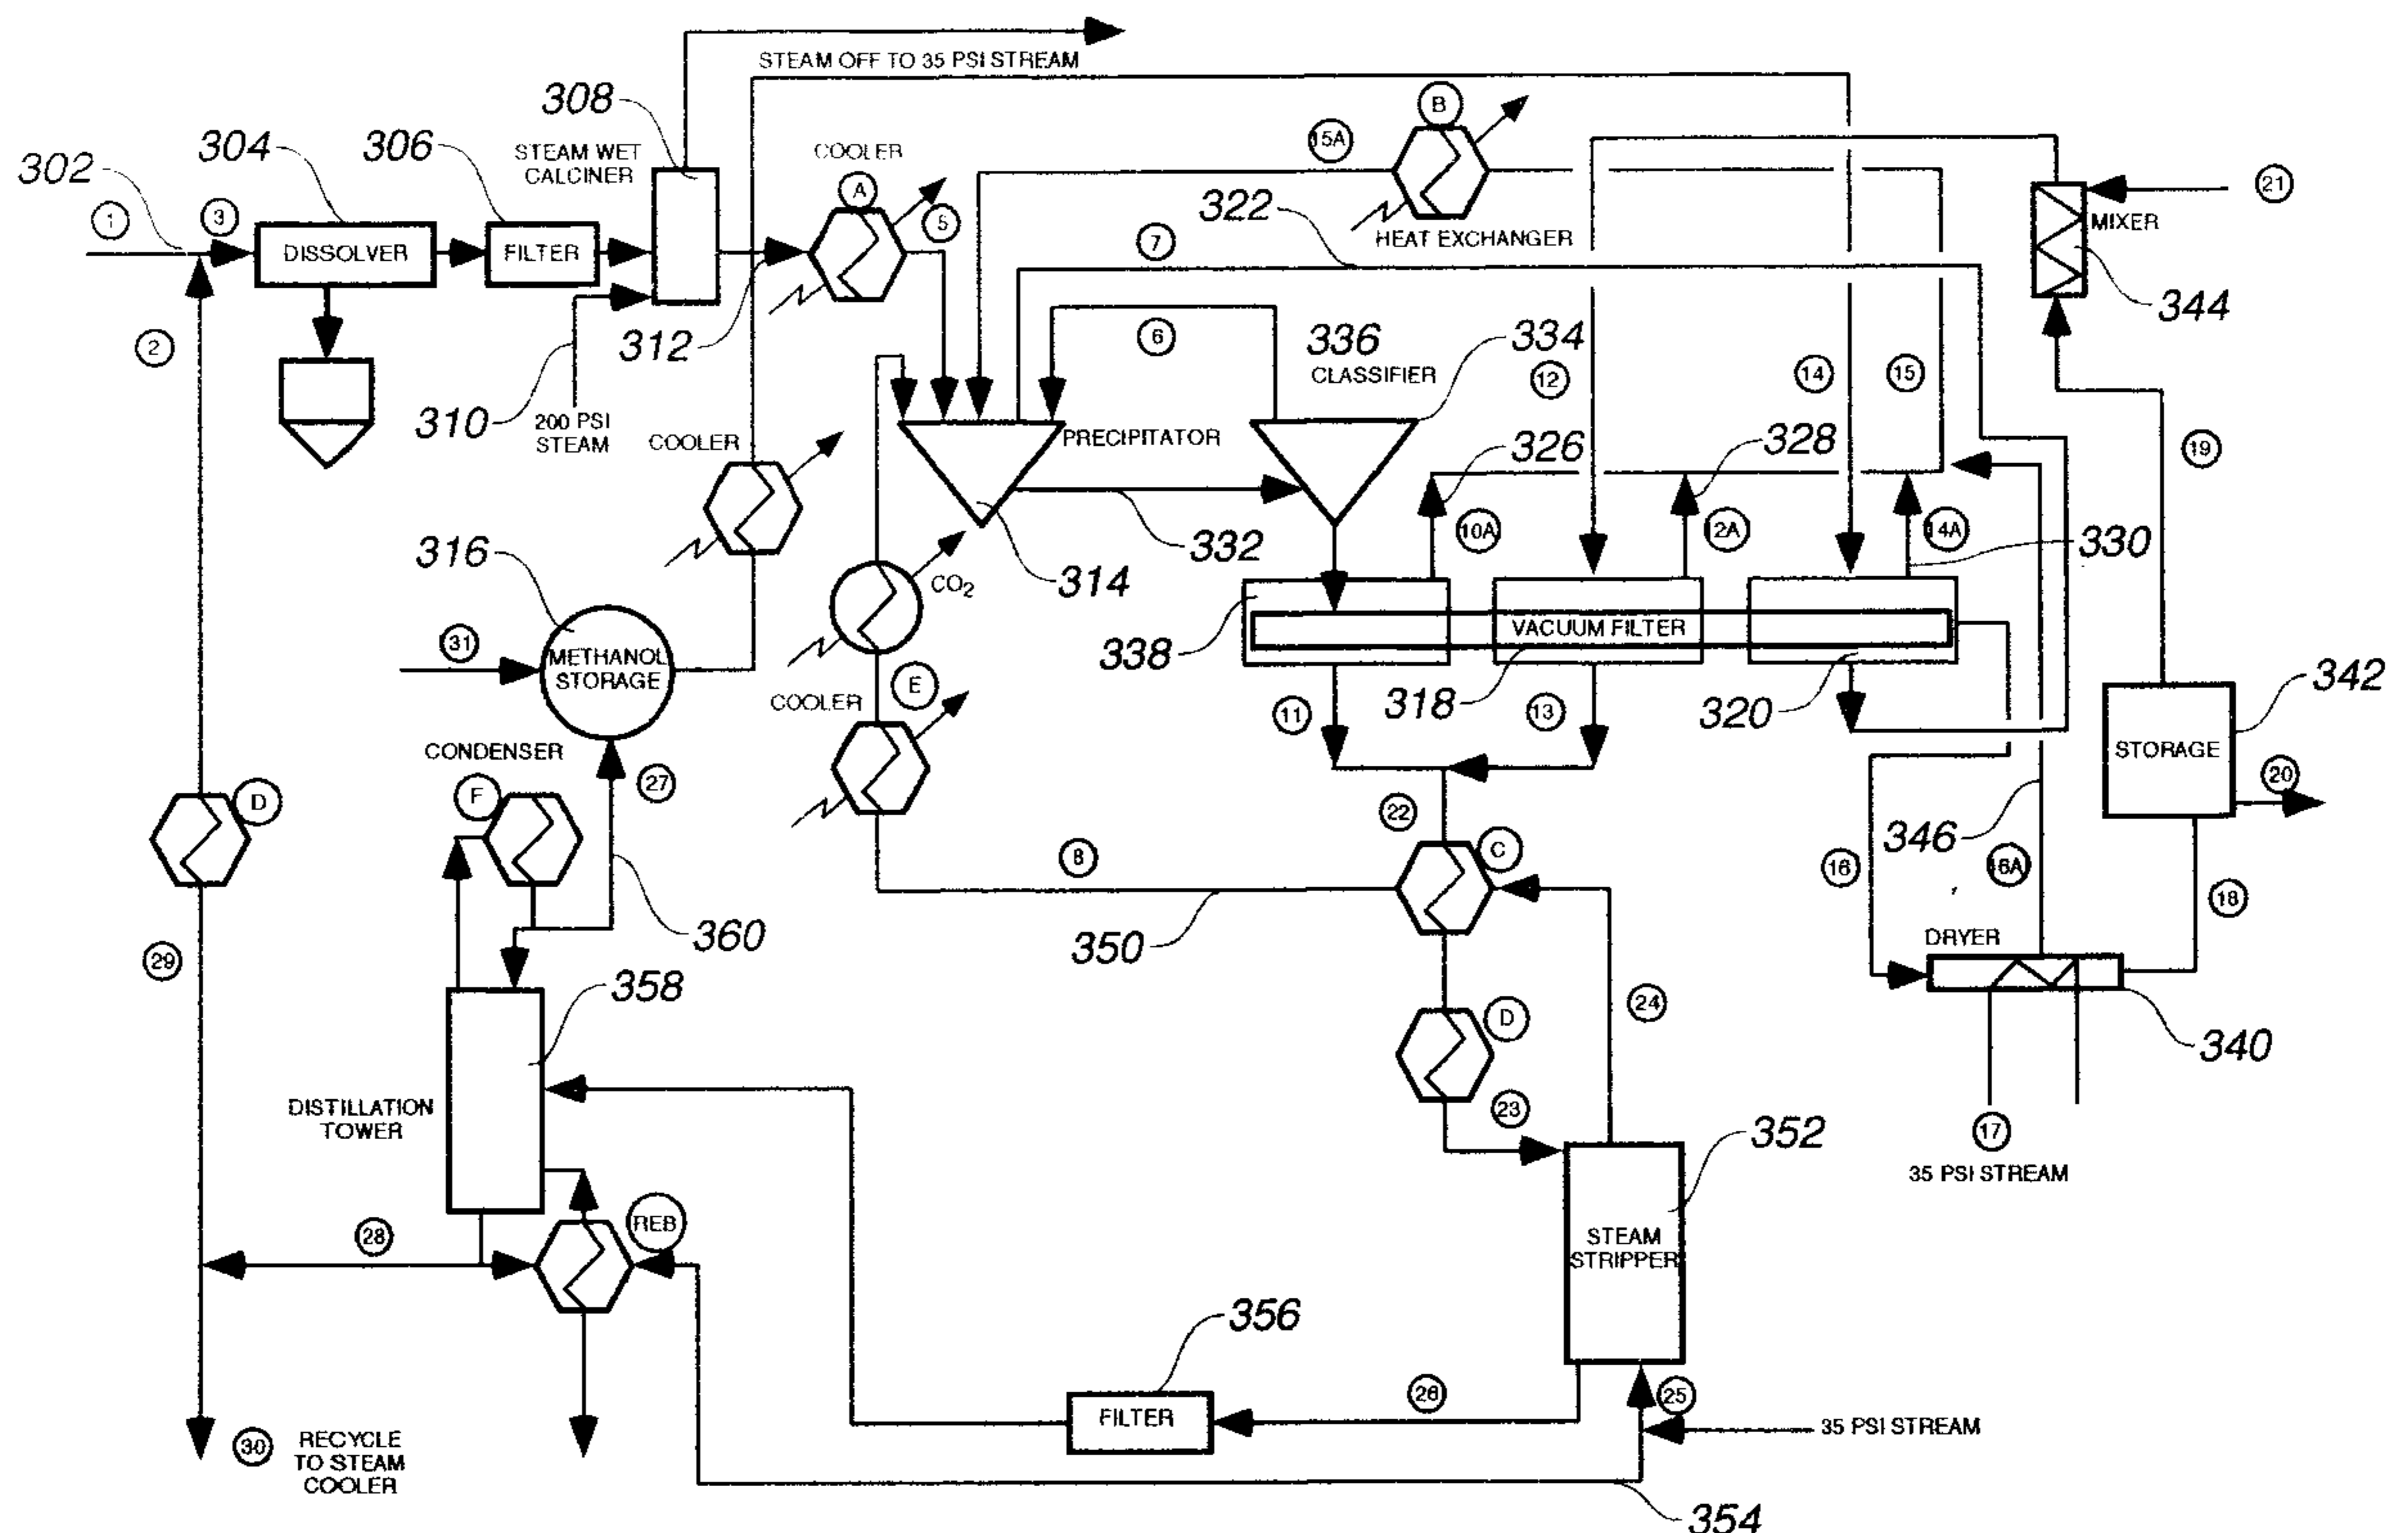 STEAM OFF TO 35 PSI STREAM
308
B
304
306
15A
302
STEAM WET
CALCINER
COOLER
A
21
1
3
5
322
MIXER
DISSOLVER
FILTER
HEAT EXCHANGER
7
344
2
312
6
336
334
CLASSIFIER
12
14
15
310
200 PSI
STEAM
COOLER
PRECIPITATOR
326
328
19
316
332
10A
12A
14A
330
314
CO2
METHANOL
STORAGE
31
338
VACUUM FILTER
318
320
342
E
COOLER
11
13
STORAGE
CONDENSER
27
20
F
D
22
346
8
C
16
16A
18
360
350
DRYER
29
358
24
D
340
DISTILLATION
TOWER
23
17
352
35 PSI STREAM
REB
28
STEAM
STRIPPER
356
26
25
FILTER
35 PSI STREAM
30
RECYCLE
TO STEAM
COOLER
354